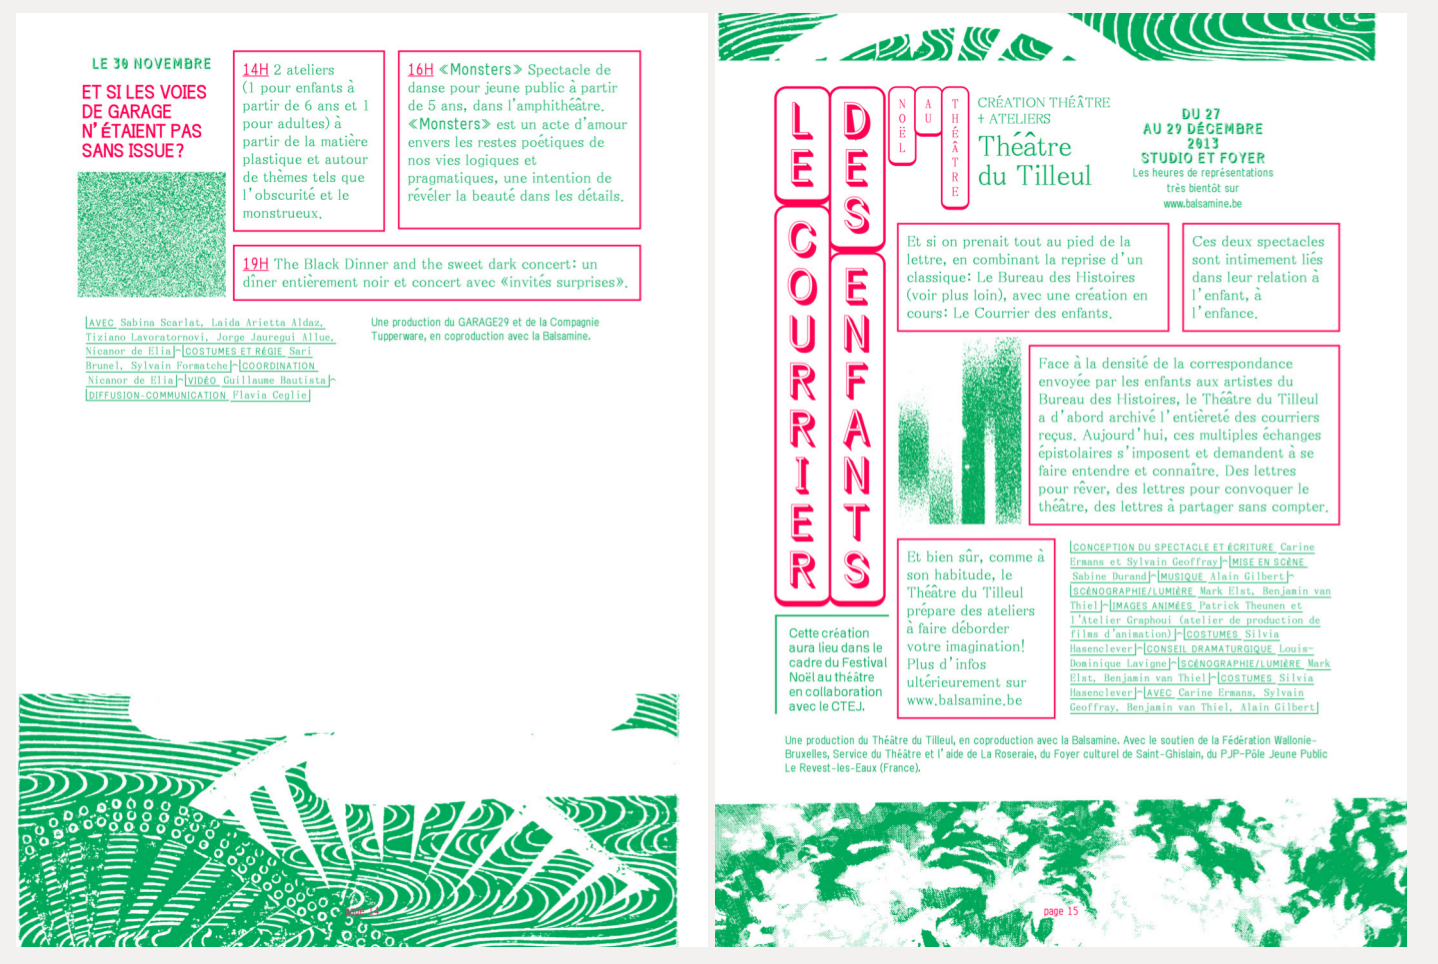 LE 30 NOVEMBRE
ET SI LES VOIES
DE GARAGE
N'ÉTAIENT PAS
SANS ISSUE?
14H 2 ateliers
(1 pour enfants à
partir de 6 ans et 1
pour adultes) à
partir de la matière
plastique et autour
de thèmes tels que
l'obscurité et le
monstrueux.
16H «Monsters» Spectacle de
danse pour jeune public à partir
de 5 ans, dans l'amphithéâtre.
«Monsters» est un acte d'amour
envers les restes poétiques de
nos vies logiques et
pragmatiques, une intention de
révéler la beauté dans les détails.
19H The Black Dinner and the sweet dark concert: un
dîner entièrement noir et concert avec «invités surprises».
AVEC Sabina Scarlat, Laida Arietta Aldaz,
Tiziano Lavoratornovi, Jorge Jauregui Allue,
Nicanor de Elia COSTUMES ET RÉGIE Sari
Brunel, Sylvain Formatche COORDINATION
Nicanor de Elia VIDÉO Guillaume Bautista
DIFFUSION-COMMUNICATION Flavia Ceglie
Une production du GARAGE29 et de la Compagnie
Tupperware, en coproduction avec la Balsamine.
LE COURRIER
DES ENFANTS
NOËL
AU
THÉÂTRE
CRÉATION THÉÂTRE
+ ATELIERS
Théâtre
du Tilleul
DU 27
AU 29 DÉCEMBRE
2013
STUDIO ET FOYER
Les heures de représentations
très bientôt sur
www.balsamine.be
Et si on prenait tout au pied de la
lettre, en combinant la reprise d'un
classique: Le Bureau des Histoires
(voir plus loin), avec une création en
cours: Le Courrier des enfants.
Ces deux spectacles
sont intimement liés
dans leur relation à
l'enfant, à
l'enfance.
Face à la densité de la correspondance
envoyée par les enfants aux artistes du
Bureau des Histoires, le Théâtre du Tilleul
a d'abord archivé l'entièreté des courriers
reçus. Aujourd'hui, ces multiples échanges
épistolaires s'imposent et demandent à se
faire entendre et connaître. Des lettres
pour rêver, des lettres pour convoquer le
théâtre, des lettres à partager sans compter.
Et bien sûr, comme à
son habitude, le
Théâtre du Tilleul
prépare des ateliers
à faire déborder
votre imagination!
Plus d'infos
ultérieurement sur
www.balsamine.be
CONCEPTION DU SPECTACLE ET ÉCRITURE Carine
Ermans et Sylvain Geoffray MISE EN SCÈNE
Sabine Durand MUSIQUE Alain Gilbert
SCÉNOGRAPHIE/LUMIÈRE Mark Elst, Benjamin van
Thiel IMAGES ANIMÉES Patrick Theunen et
l'Atelier Graphoui (atelier de production de
films d'animation) COSTUMES Silvia
Hasenclever CONSEIL DRAMATURGIQUE Louis-
Dominique Lavigne SCÉNOGRAPHIE/LUMIÈRE Mark
Elst, Benjamin van Thiel COSTUMES Silvia
Hasenclever AVEC Carine Ermans, Sylvain
Geoffray, Benjamin van Thiel, Alain Gilbert
Cette création
aura lieu dans le
cadre du Festival
Noël au théâtre
en collaboration
avec le CTEJ.
Une production du Théâtre du Tilleul, en coproduction avec la Balsamine. Avec le soutien de la Fédération Wallonie-
Bruxelles, Service du Théâtre et l'aide de La Roseraie, du Foyer culturel de Saint-Ghislain, du PJP-Pôle Jeune Public
Le Revest-les-Eaux (France).
page 15